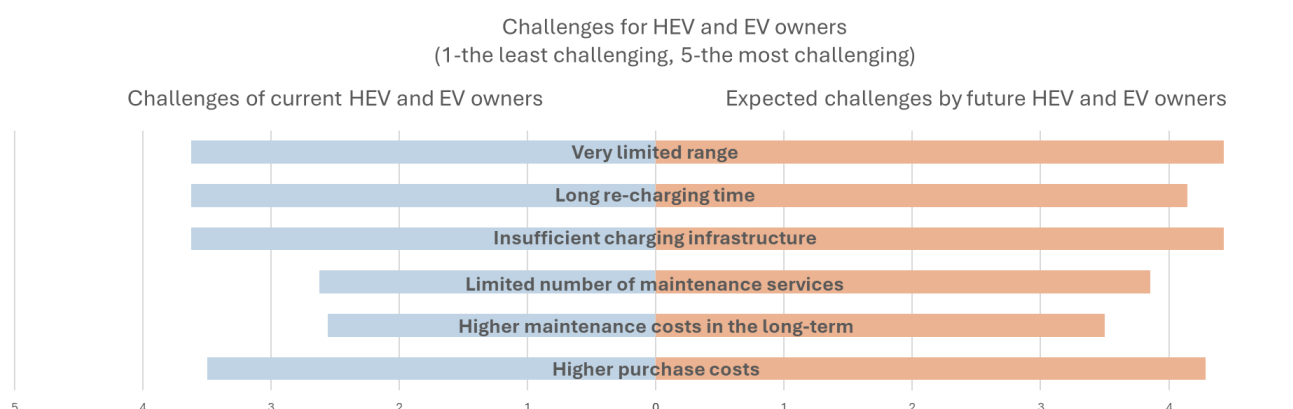 Challenges for HEV and EV owners
(1-the least challenging, 5-the most challenging)
Challenges of current HEV and EV owners
Expected challenges by future HEV and EV owners
Very limited range
Long re-charging time
Insufficient charging infrastructure
Limited number of maintenance services
Higher maintenance costs in the long-term
Higher purchase costs
5 4 3 2 1 0 1 2 3 4